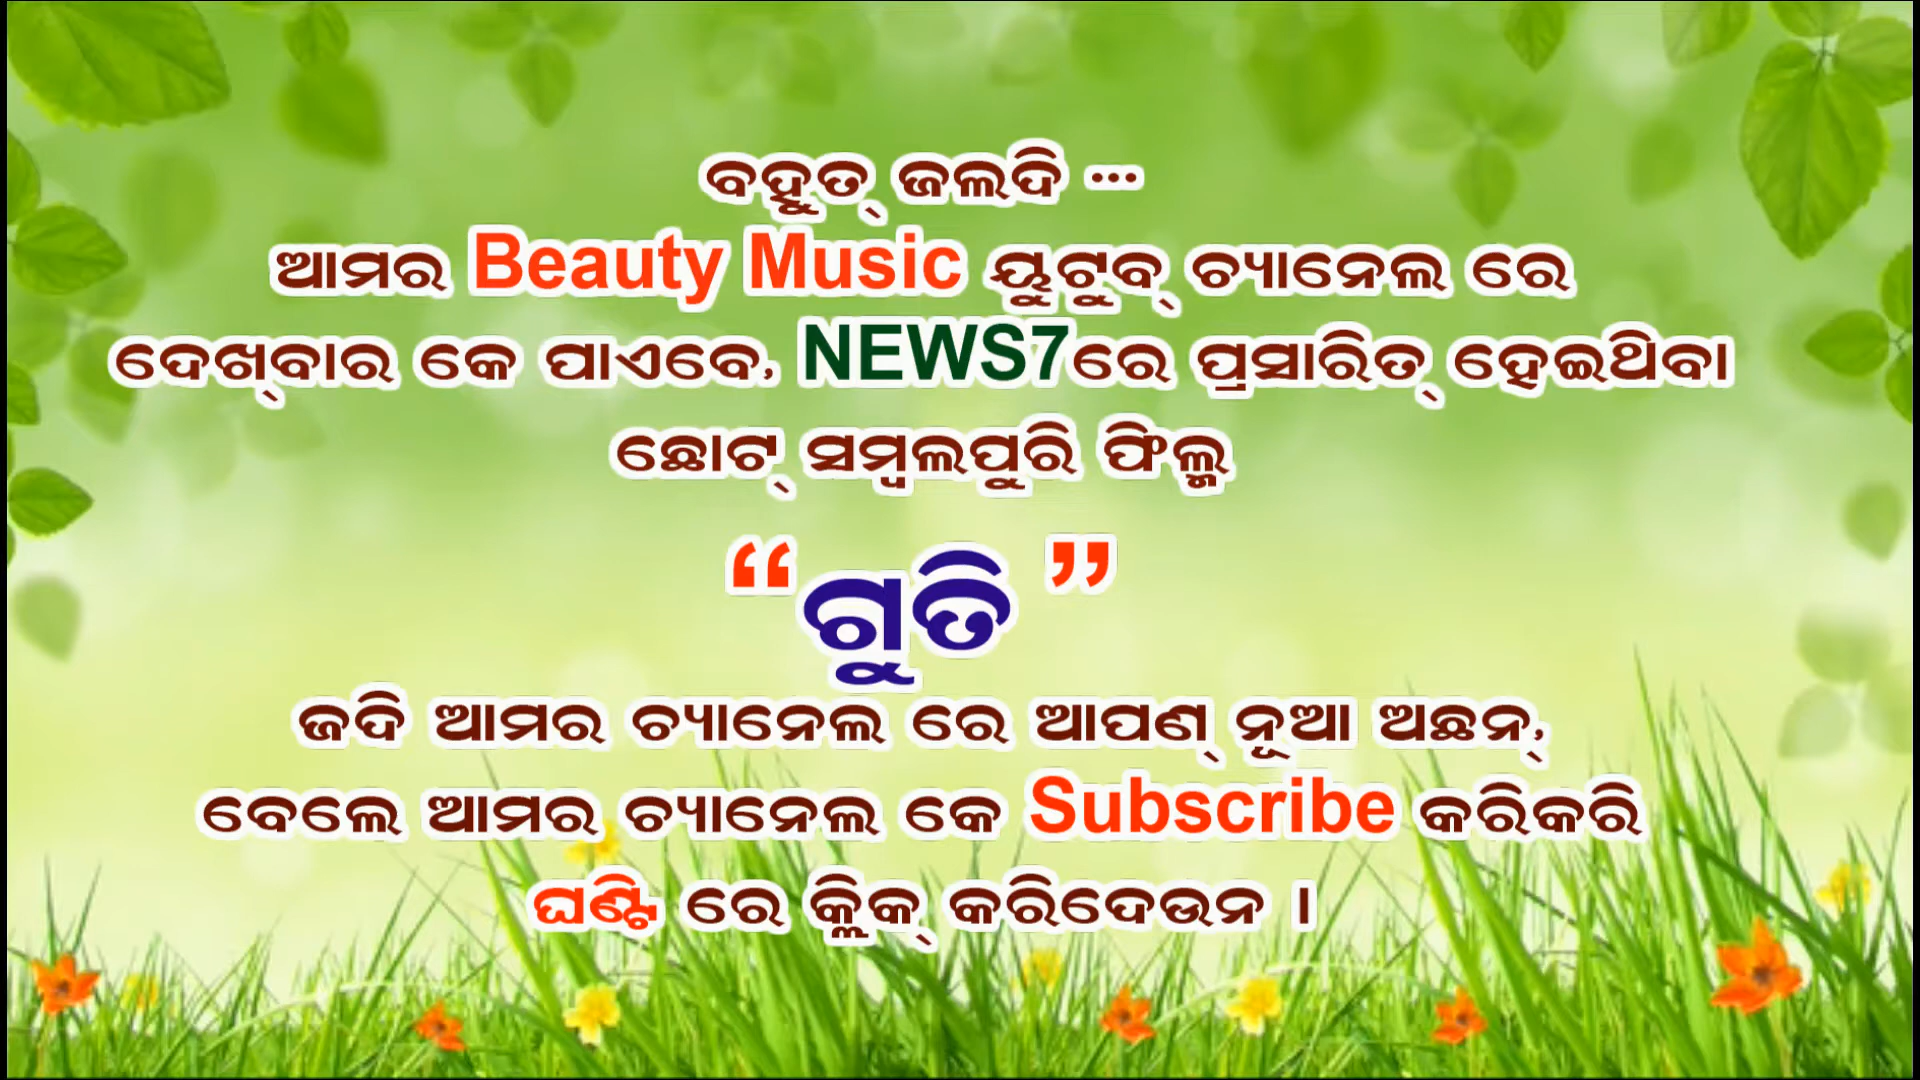 ବହୁତ୍ ଜଲଦି ...
ଆମର Beauty Music ୟୁଟୁବ୍ ଚ୍ୟାନେଲ ରେ
ଦେଖ୍‌ବାର କେ ପାଏବେ, NEWS7ରେ ପ୍ରସାରିତ୍ ହେଇଥିବା
ଛୋଟ୍ ସମ୍ବଲପୁରି ଫିଲ୍ମ
“ଗୁତି”
ଜଦି ଆମର ଚ୍ୟାନେଲ ରେ ଆପଣ୍ ନୂଆ ଅଛନ୍,
ବେଲେ ଆମର ଚ୍ୟାନେଲ କେ Subscribe କରିକରି
ଘଣ୍ଟି ରେ କ୍ଲିକ୍ କରିଦେଉନ ।